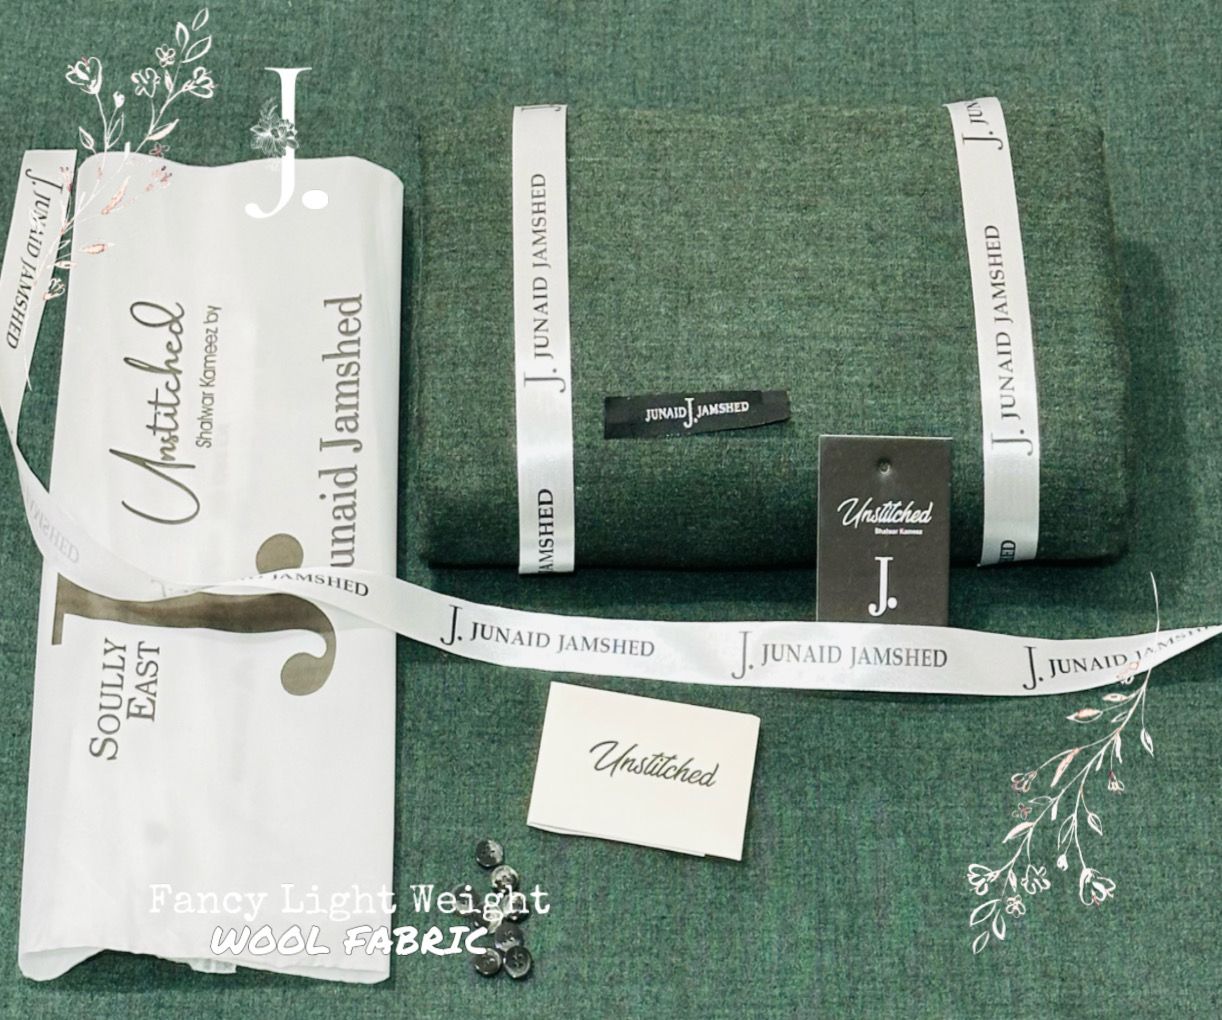 J.
J. JUNAID JAMSHED
Unstitched
Shalwar Kameez by
Junaid Jamshed
SOULLY
EAST
J. JUNAID JAMSHED
JAMSHED
J. JUN
J. JUNAID JAMSHED
JUNAID J. JAMSHED
Unstitched
Shalwar Kameez
J.
JAMSHED
J. JUNAID JAMSHED
J. JUNAID JAMSHED
J. JUNAID JAMSHED
Unstitched
Fancy Light Weight
WOOL FABRIC